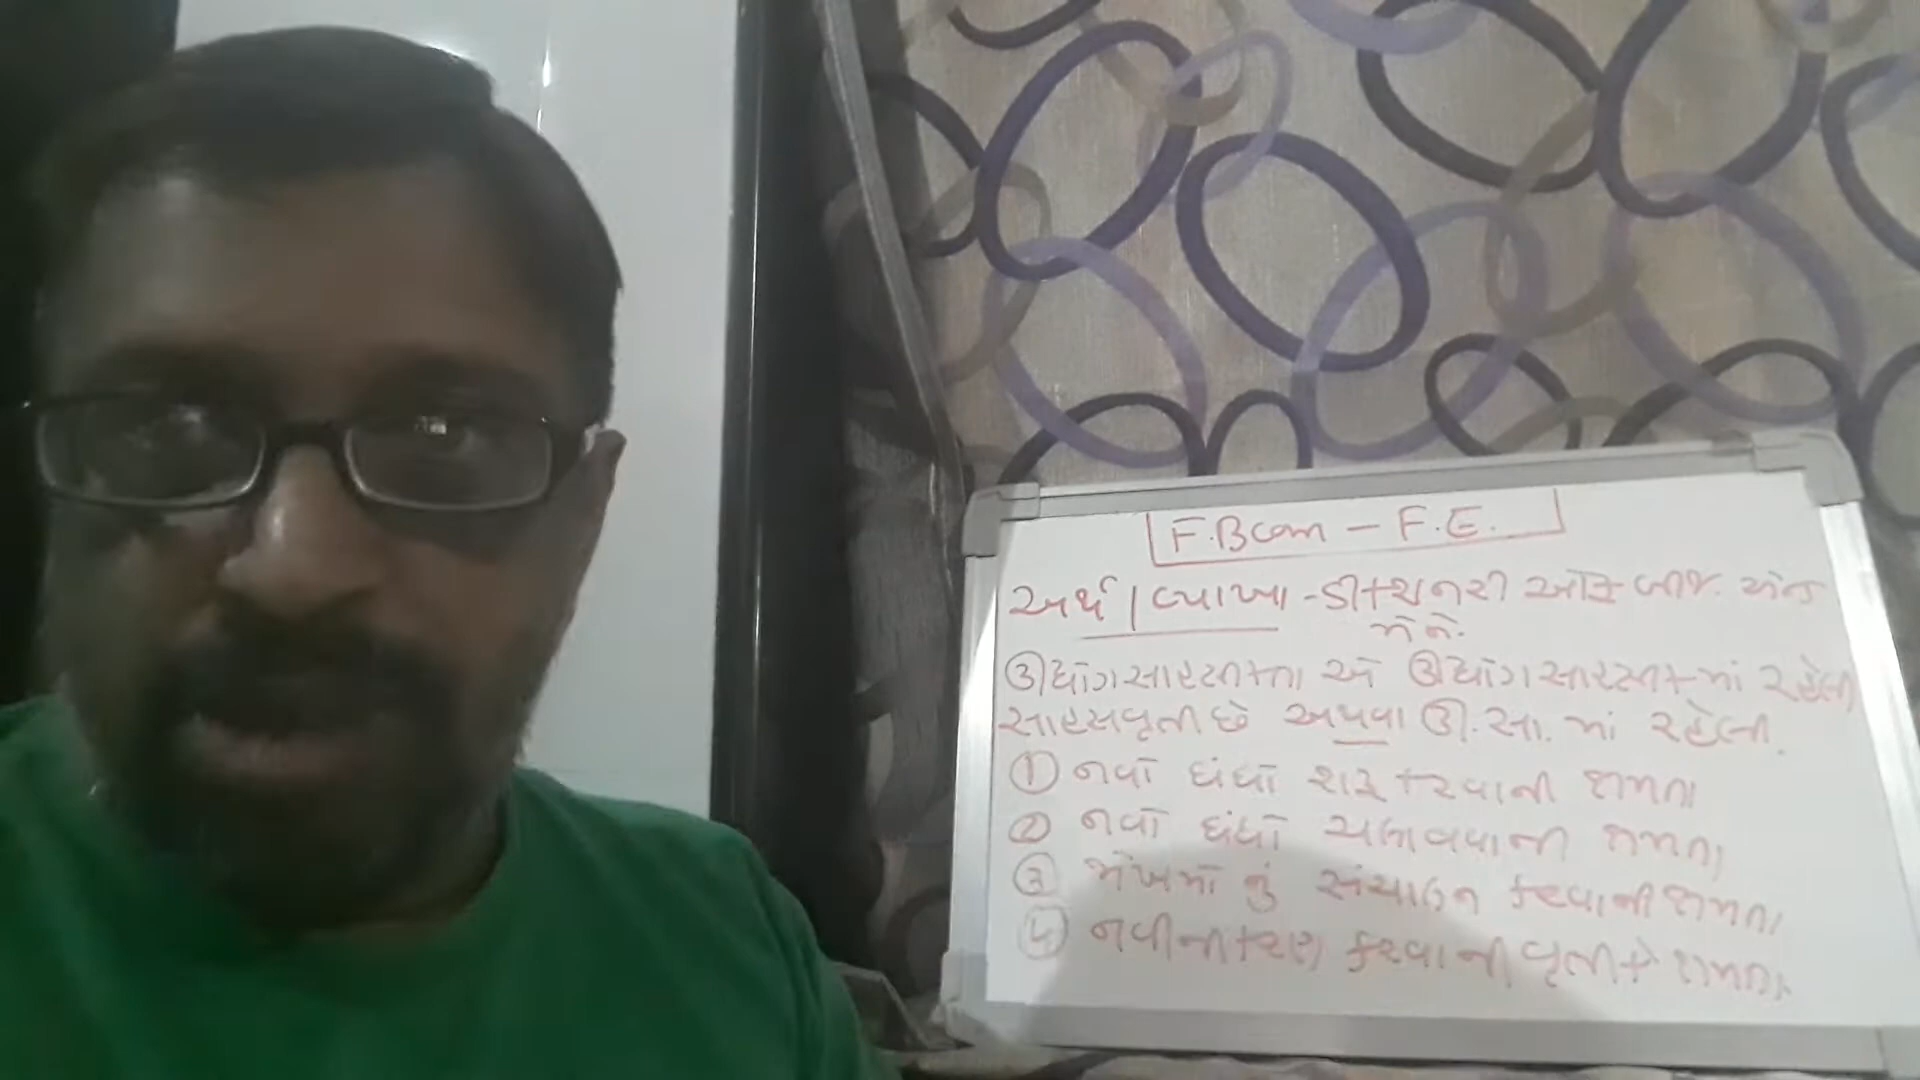 F.Bcom - F.E.
અર્થ | વ્યાખ્યા - ડીક્શનરી ઓફ બીજ. એન્ડ
મેને.
ઉદ્યોગસાહસીકતા એ ઉદ્યોગસાહસીકમાં રહેલી
સાહસવૃતી છે અથવા ઉ.સા. માં રહેલી.
① નવો ધંધો શરૂ કરવાની ક્ષમતા
② નવો ધંધો ચલાવવાની ક્ષમતા
③ જોખમો નું સંચાલન કરવાની ક્ષમતા
④ નવીનીકરણ કરવાની વૃતી કે ક્ષમતા.